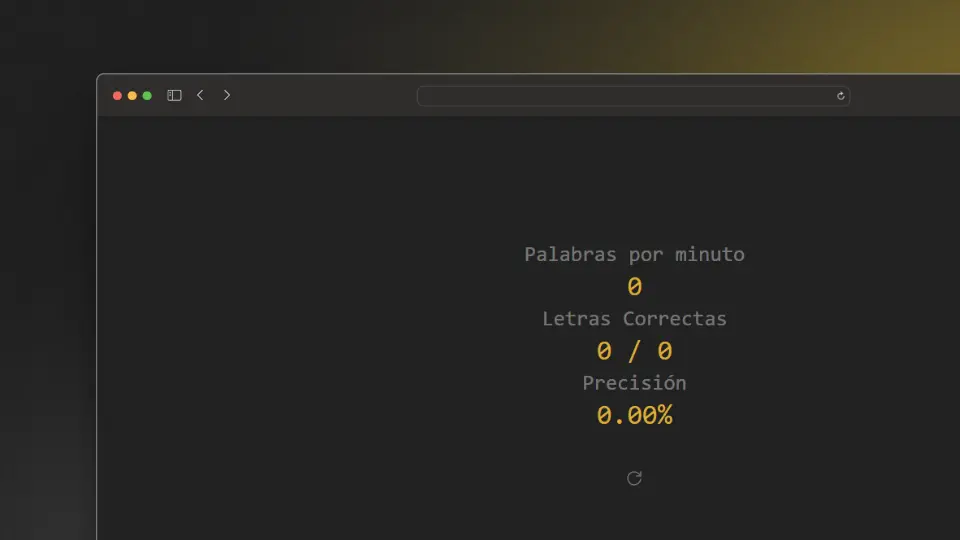 Palabras por minuto
0
Letras Correctas
0 / 0
Precisión
0.00%